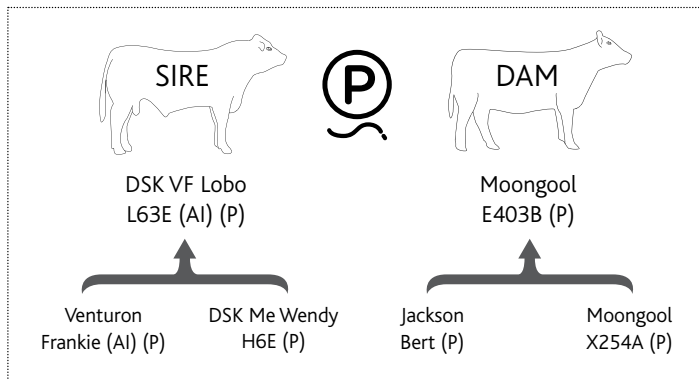 SIRE
P
DAM
DSK VF Lobo
L63E (AI) (P)
Moongool
E403B (P)
Venturon
Frankie (AI) (P)
DSK Me Wendy
H6E (P)
Jackson
Bert (P)
Moongool
X254A (P)